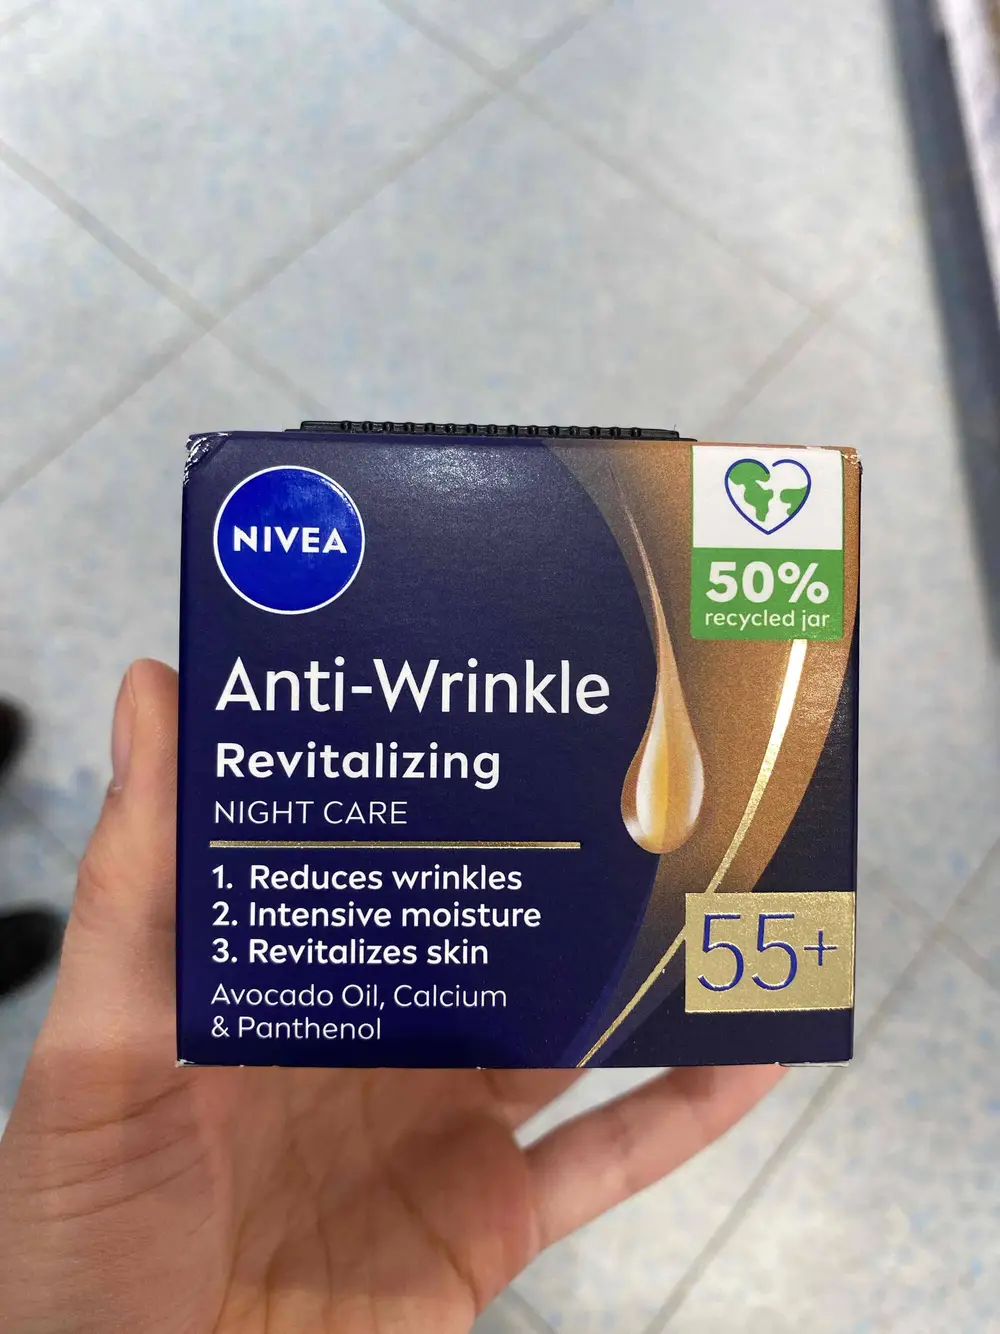 NIVEA
50%
recycled jar
Anti-Wrinkle
Revitalizing
NIGHT CARE
1. Reduces wrinkles
2. Intensive moisture
3. Revitalizes skin
Avocado Oil, Calcium
& Panthenol
55+